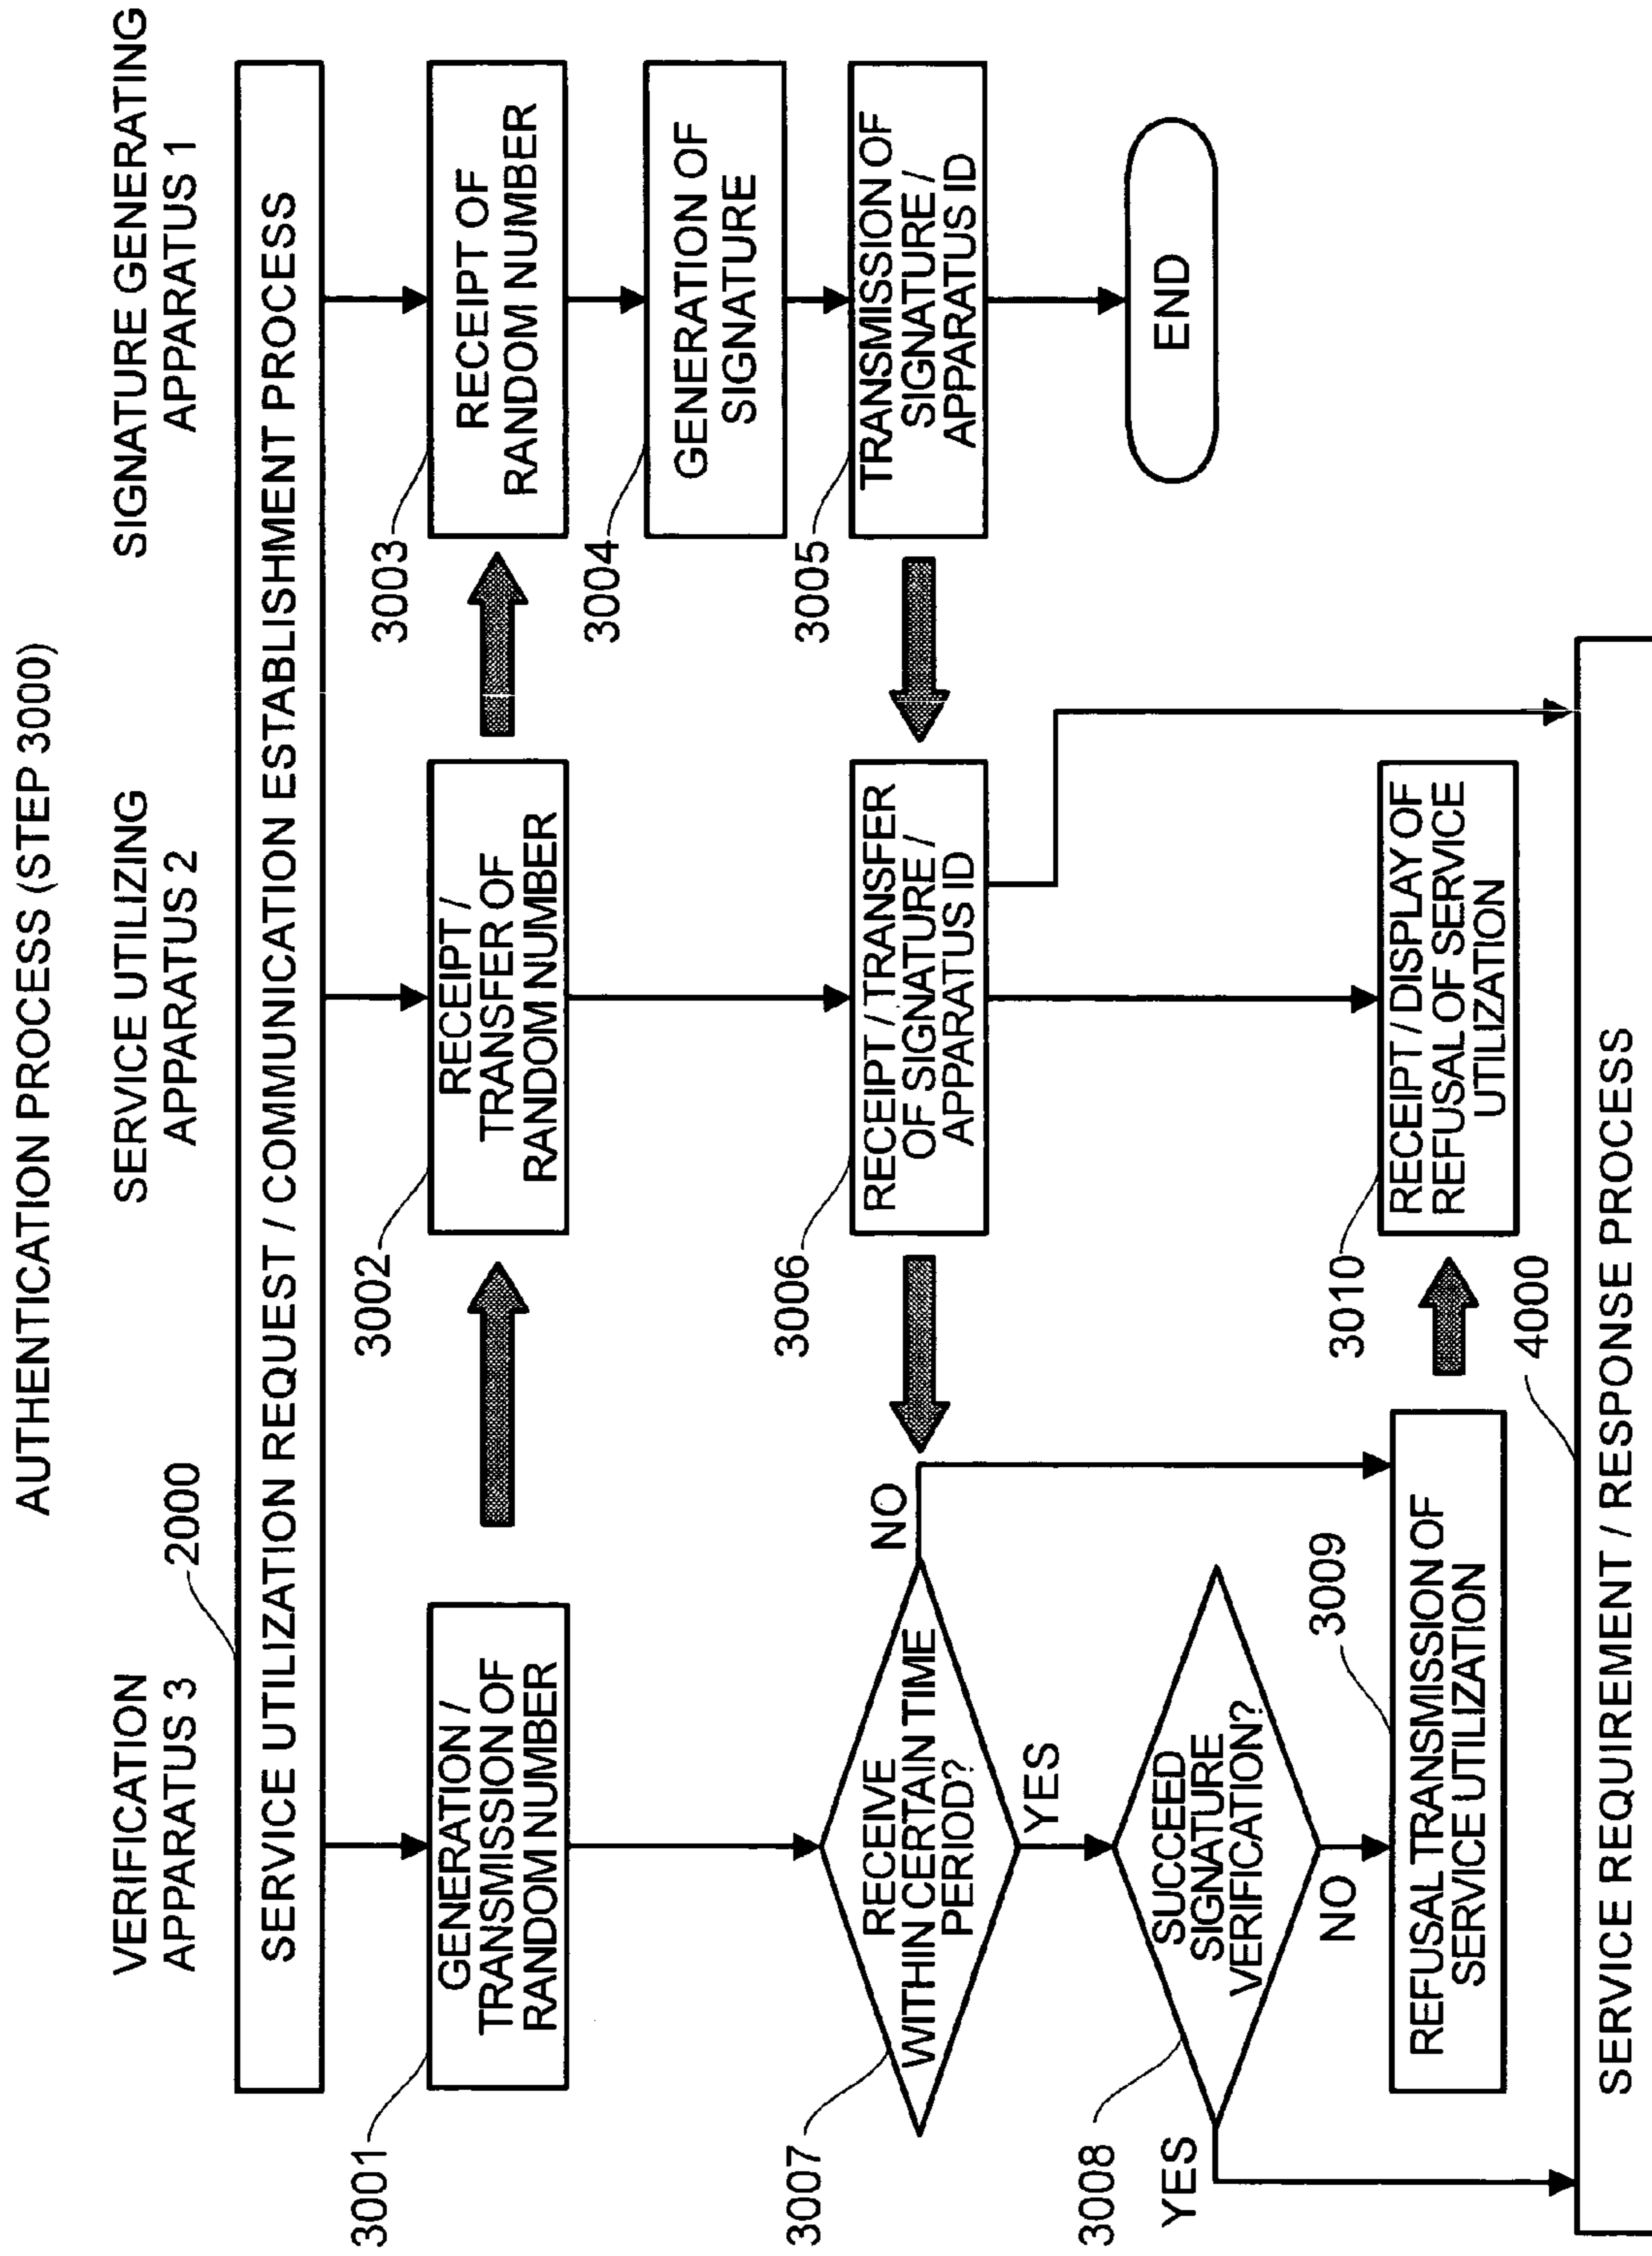 AUTHENTICATION PROCESS (STEP 3000)
VERIFICATION
APPARATUS 3
SERVICE UTILIZING
APPARATUS 2
SIGNATURE GENERATING
APPARATUS 1
2000
SERVICE UTILIZATION REQUEST / COMMUNICATION ESTABLISHMENT PROCESS
3001
GENERATION /
TRANSMISSION OF
RANDOM NUMBER
3002
RECEIPT /
TRANSFER OF
RANDOM NUMBER
3003
RECEIPT OF
RANDOM NUMBER
3004
GENERATION OF
SIGNATURE
3005
TRANSMISSION OF
SIGNATURE /
APPARATUS ID
END
3006
RECEIPT / TRANSFER
OF SIGNATURE /
APPARATUS ID
3007
RECEIVE
WITHIN CERTAIN TIME
PERIOD?
NO
YES
3008
SUCCEED
SIGNATURE
VERIFICATION?
YES
NO
3009
REFUSAL TRANSMISSION OF
SERVICE UTILIZATION
3010
RECEIPT / DISPLAY OF
REFUSAL OF SERVICE
UTILIZATION
4000
SERVICE REQUIREMENT / RESPONSE PROCESS